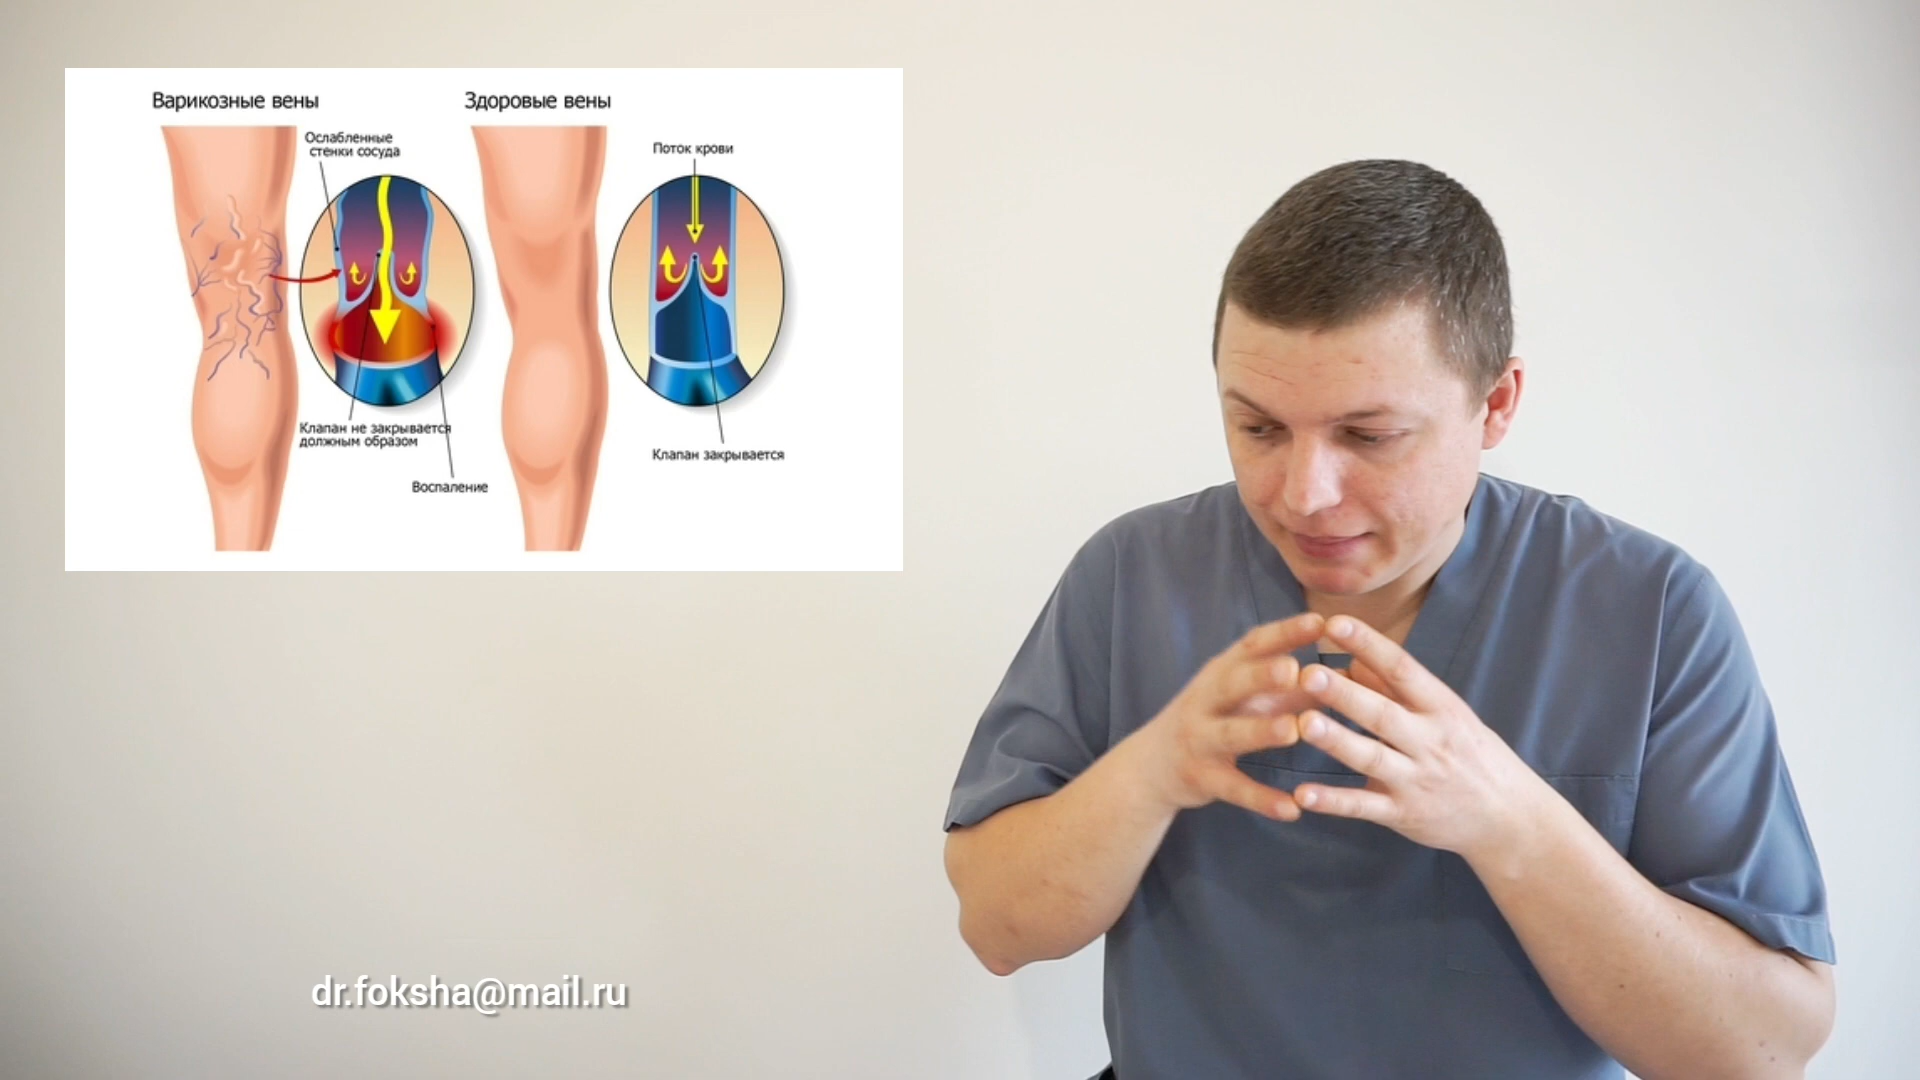 Варикозные вены
Здоровые вены
Ослабленные
стенки сосуда
Поток крови
Клапан не закрывается
должным образом
Клапан закрывается
Воспаление
dr.foksha@mail.ru